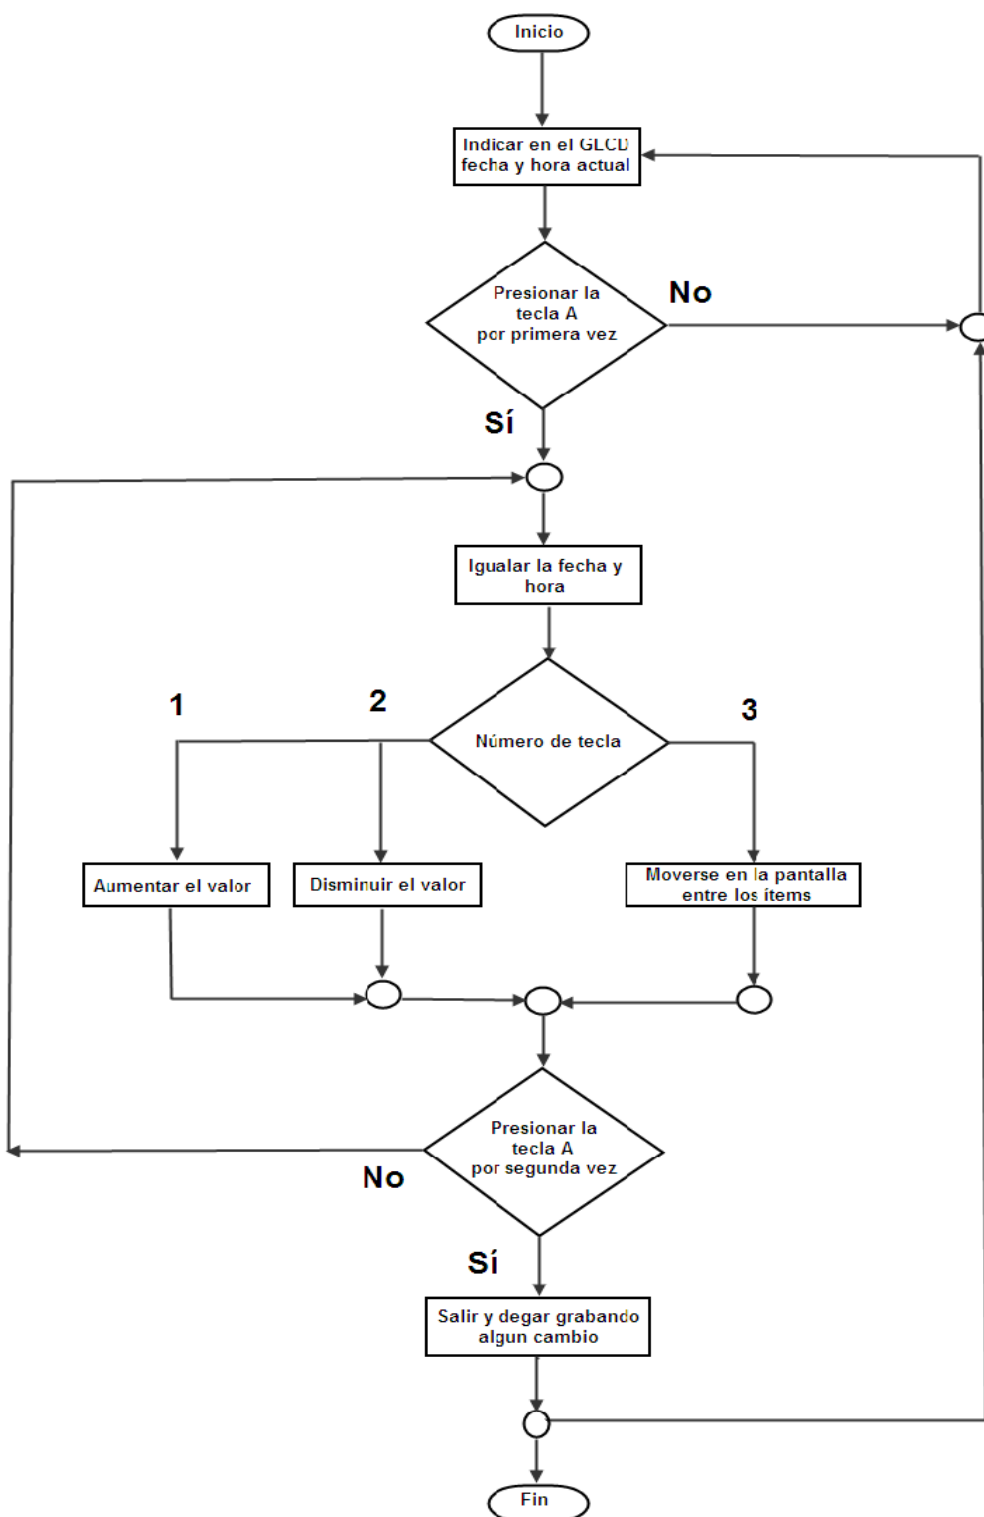 Inicio
Indicar en el GLCD
fecha y hora actual
Presionar la
tecla A
por primera vez
No
Sí
Igualar la fecha y
hora
1
2
3
Número de tecla
Aumentar el valor
Disminuir el valor
Moverse en la pantalla
entre los ítems
Presionar la
tecla A
por segunda vez
No
Sí
Salir y degar grabando
algun cambio
Fin